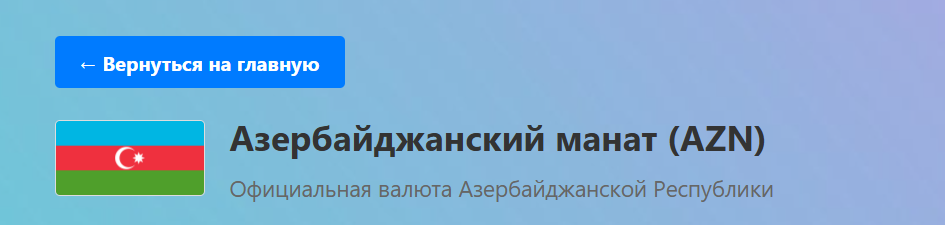 ← Вернуться на главную
Азербайджанский манат (AZN)
Официальная валюта Азербайджанской Республики